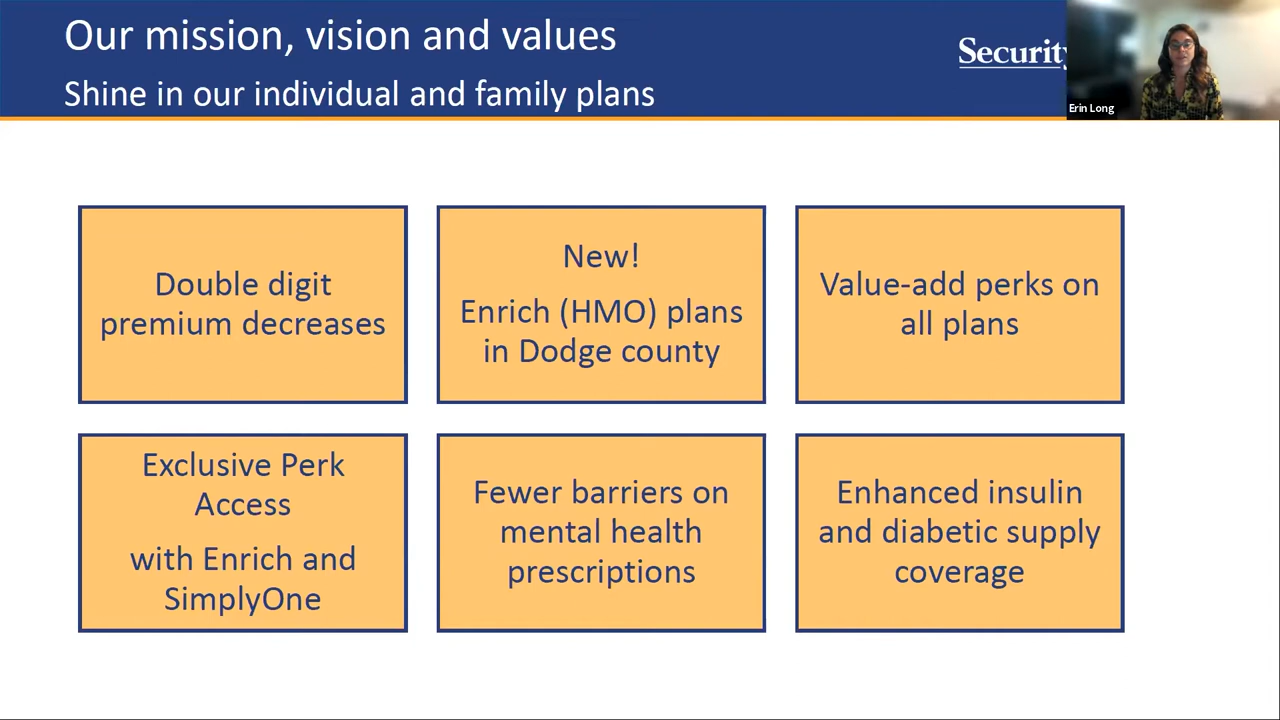 Our mission, vision and values
Shine in our individual and family plans
Security
Erin Long
Double digit
premium decreases
New!
Enrich (HMO) plans
in Dodge county
Value-add perks on
all plans
Exclusive Perk
Access
with Enrich and
SimplyOne
Fewer barriers on
mental health
prescriptions
Enhanced insulin
and diabetic supply
coverage